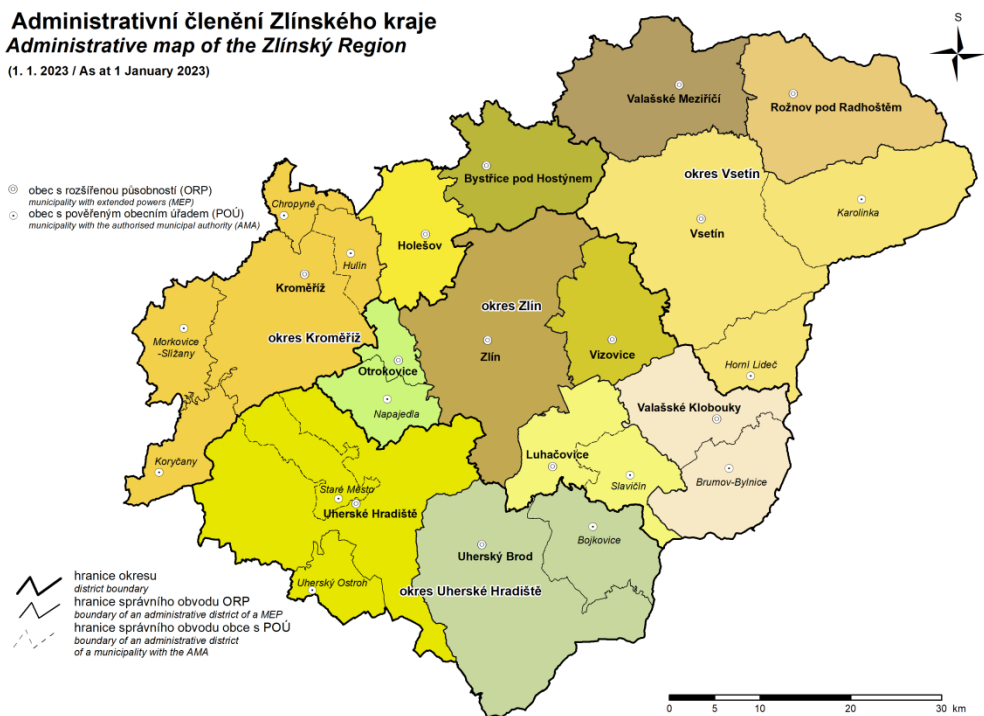 Administrativní členění Zlínského kraje
Administrative map of the Zlínský Region
(1. 1. 2023 / As at 1 January 2023)
S
obec s rozšířenou působností (ORP)
municipality with extended powers (MEP)
obec s pověřeným obecním úřadem (POÚ)
municipality with the authorised municipal authority (AMA)
Valašské Meziříčí
Rožnov pod Radhoštěm
Bystřice pod Hostýnem
okres Vsetín
Karolinka
Vsetín
Chropyně
Holešov
Hulín
Kroměříž
okres Zlín
okres Kroměříž
Morkovice
-Slížany
Zlín
Vizovice
Otrokovice
Horní Lideč
Napajedla
Valašské Klobouky
Luhačovice
Koryčany
Slavičín
Brumov-Bylnice
Staré Město
Uherské Hradiště
Bojkovice
Uherský Brod
Uherský Ostroh
okres Uherské Hradiště
hranice okresu
district boundary
hranice správního obvodu ORP
boundary of an administrative district of a MEP
hranice správního obvodu obce s POÚ
boundary of an administrative district
of a municipality with the AMA
0 5 10 20 30 km